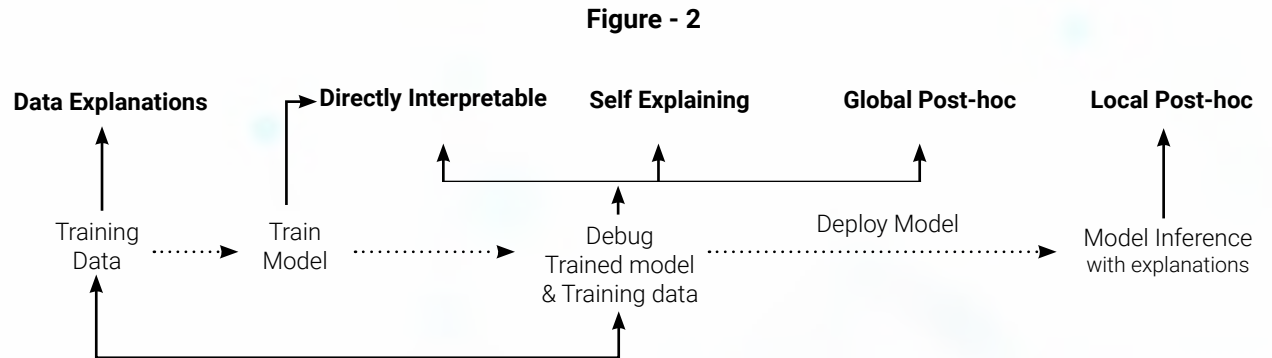 Figure - 2
Data Explanations
Directly Interpretable
Self Explaining
Global Post-hoc
Local Post-hoc
Training
Data
Train
Model
Debug
Trained model
& Training data
Deploy Model
Model Inference
with explanations